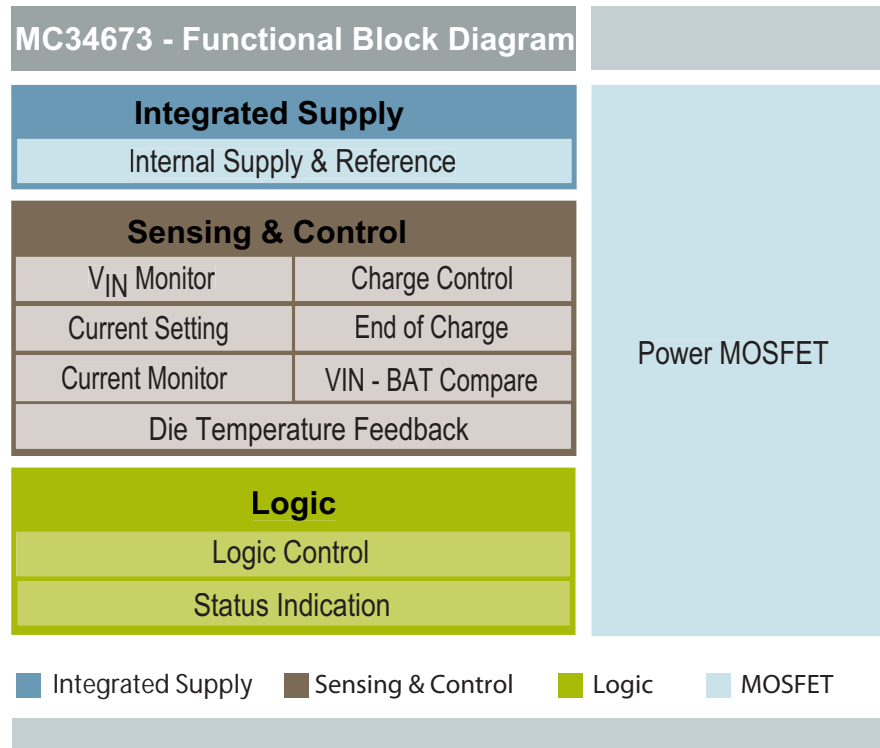 MC34673 - Functional Block Diagram
Integrated Supply
Internal Supply & Reference
Sensing & Control
VIN Monitor
Charge Control
Current Setting
End of Charge
Current Monitor
VIN - BAT Compare
Die Temperature Feedback
Logic
Logic Control
Status Indication
Power MOSFET
Integrated Supply
Sensing & Control
Logic
MOSFET